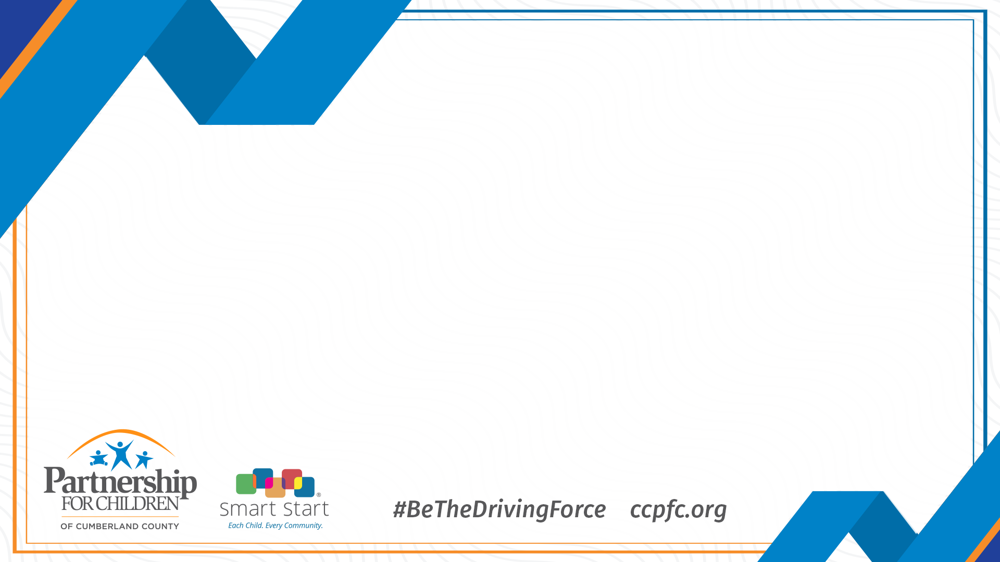 Partnership
FOR CHILDREN
OF CUMBERLAND COUNTY
Smart Start®
Each Child. Every Community.
#BeTheDrivingForce ccpfc.org